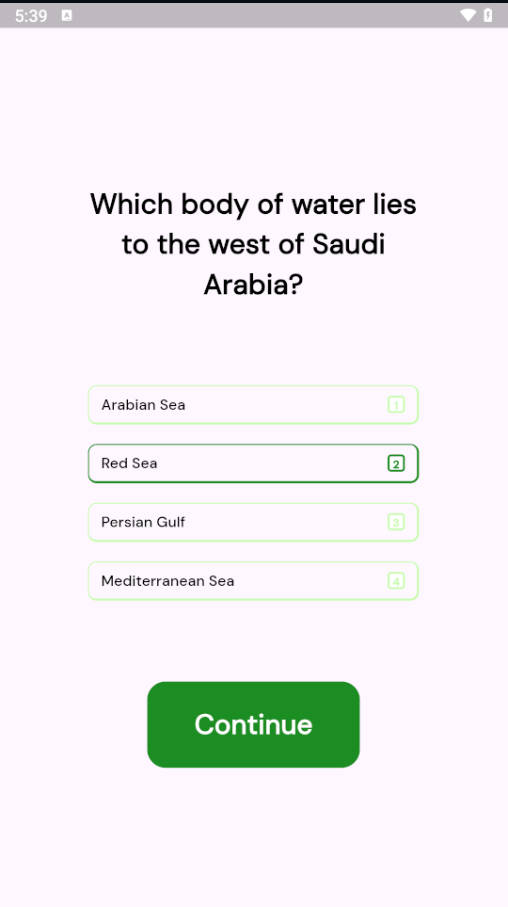 5:39 A
Which body of water lies
to the west of Saudi
Arabia?
Arabian Sea 1
Red Sea 2
Persian Gulf 3
Mediterranean Sea 4
Continue